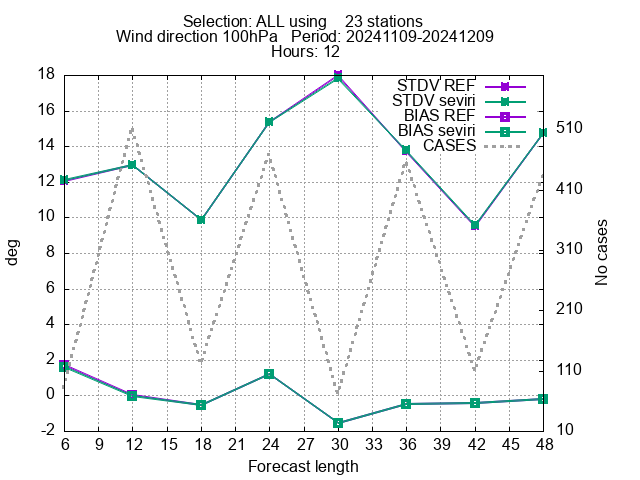 Selection: ALL using    23 stations
Wind direction 100hPa   Period: 20241109-20241209
Hours: 12
STDV REF
STDV seviri
BIAS REF
BIAS seviri
CASES
18
16
14
12
10
8
6
4
2
0
-2
deg
510
410
310
210
110
10
No cases
6 9 12 15 18 21 24 27 30 33 36 39 42 45 48
Forecast length